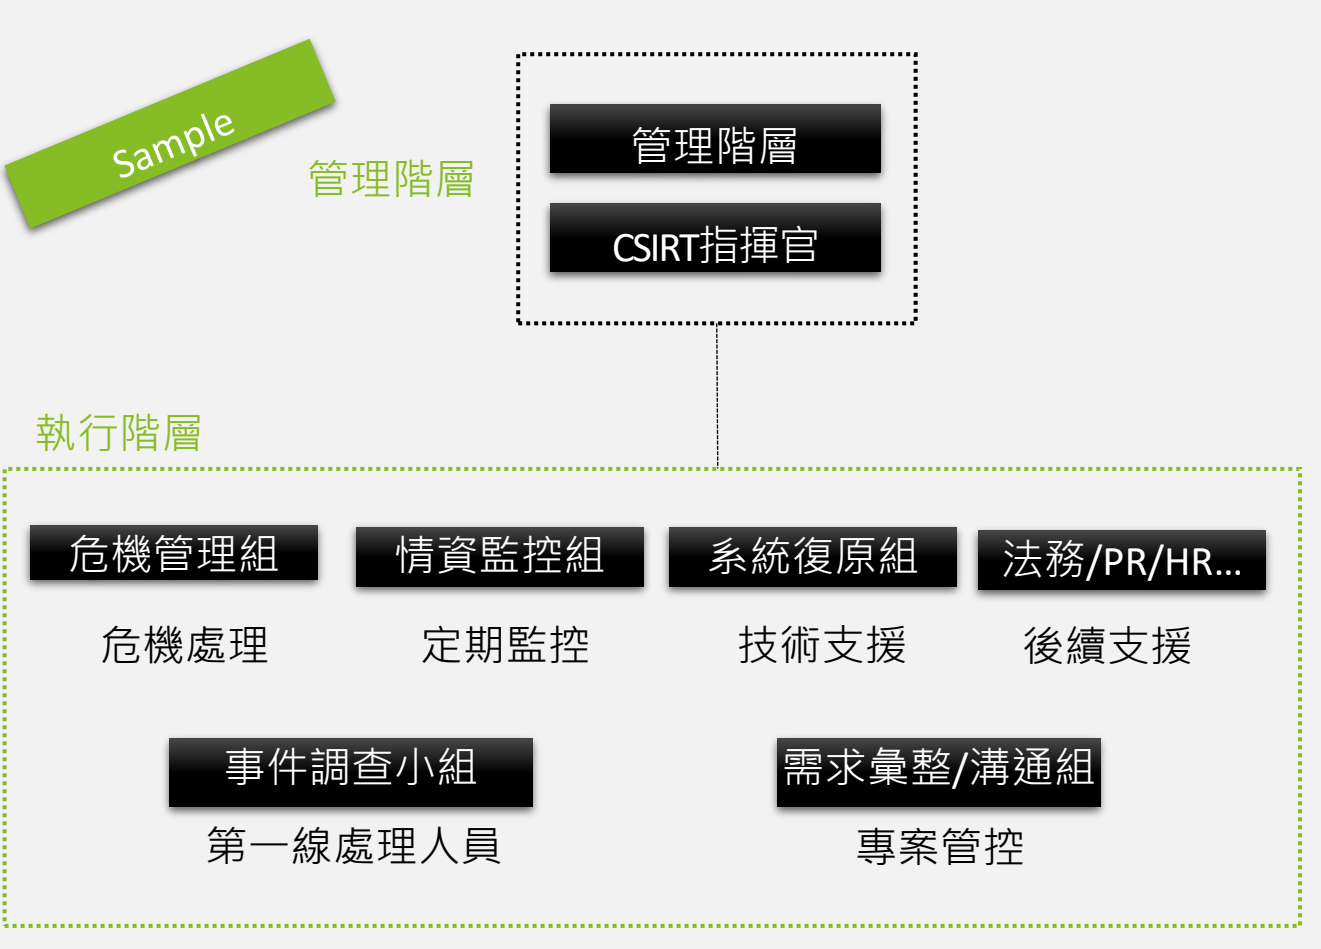 Sample
管理階層
管理階層
CSIRT指揮官
執行階層
危機管理組
情資監控組
系統復原組
法務/PR/HR...
危機處理
定期監控
技術支援
後續支援
事件調查小組
需求彙整/溝通組
第一線處理人員
專案管控